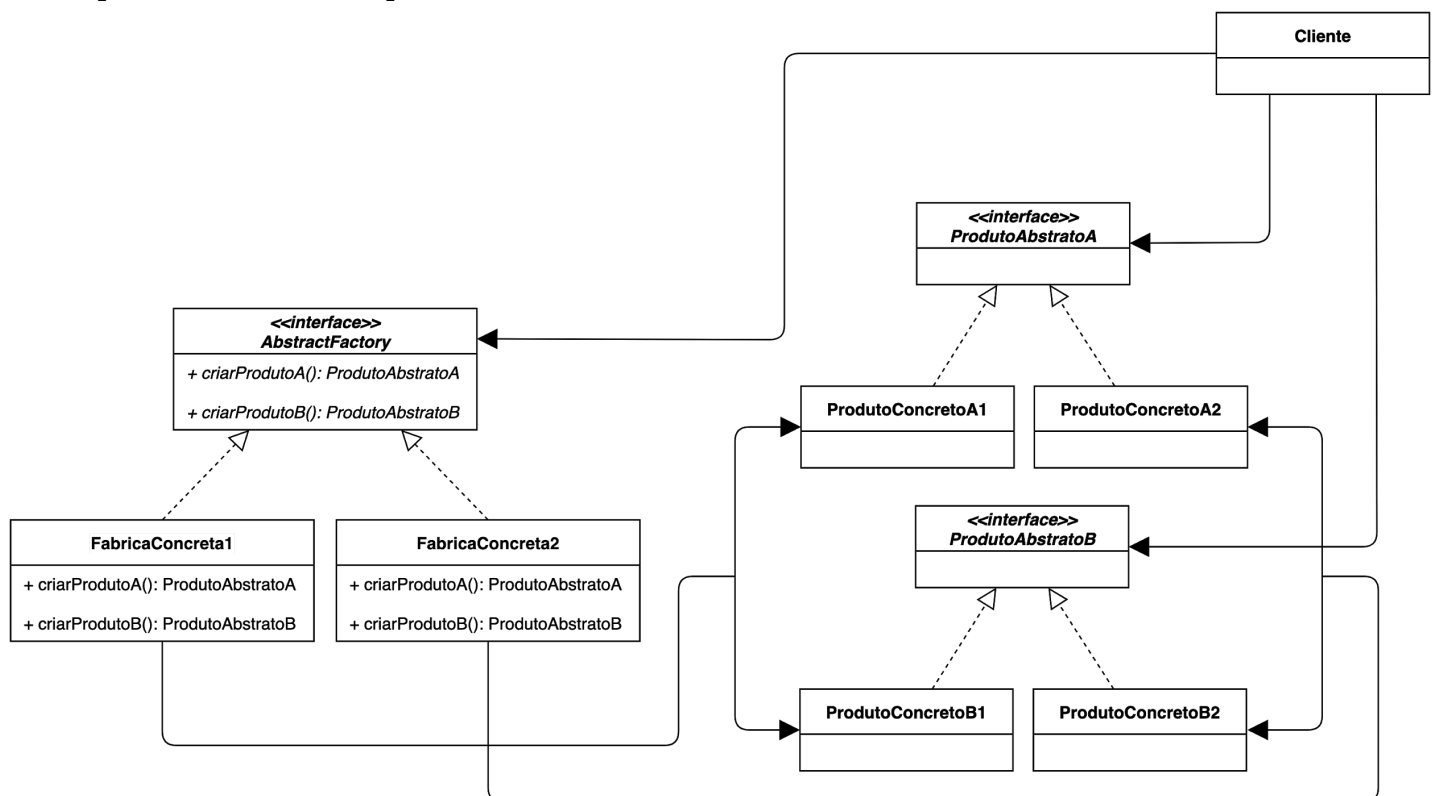 Cliente
<<interface>>
ProdutoAbstratoA
<<interface>>
AbstractFactory
+ criarProdutoA(): ProdutoAbstratoA
+ criarProdutoB(): ProdutoAbstratoB
ProdutoConcretoA1
ProdutoConcretoA2
<<interface>>
ProdutoAbstratoB
FabricaConcreta1
+ criarProdutoA(): ProdutoAbstratoA
+ criarProdutoB(): ProdutoAbstratoB
FabricaConcreta2
+ criarProdutoA(): ProdutoAbstratoA
+ criarProdutoB(): ProdutoAbstratoB
ProdutoConcretoB1
ProdutoConcretoB2